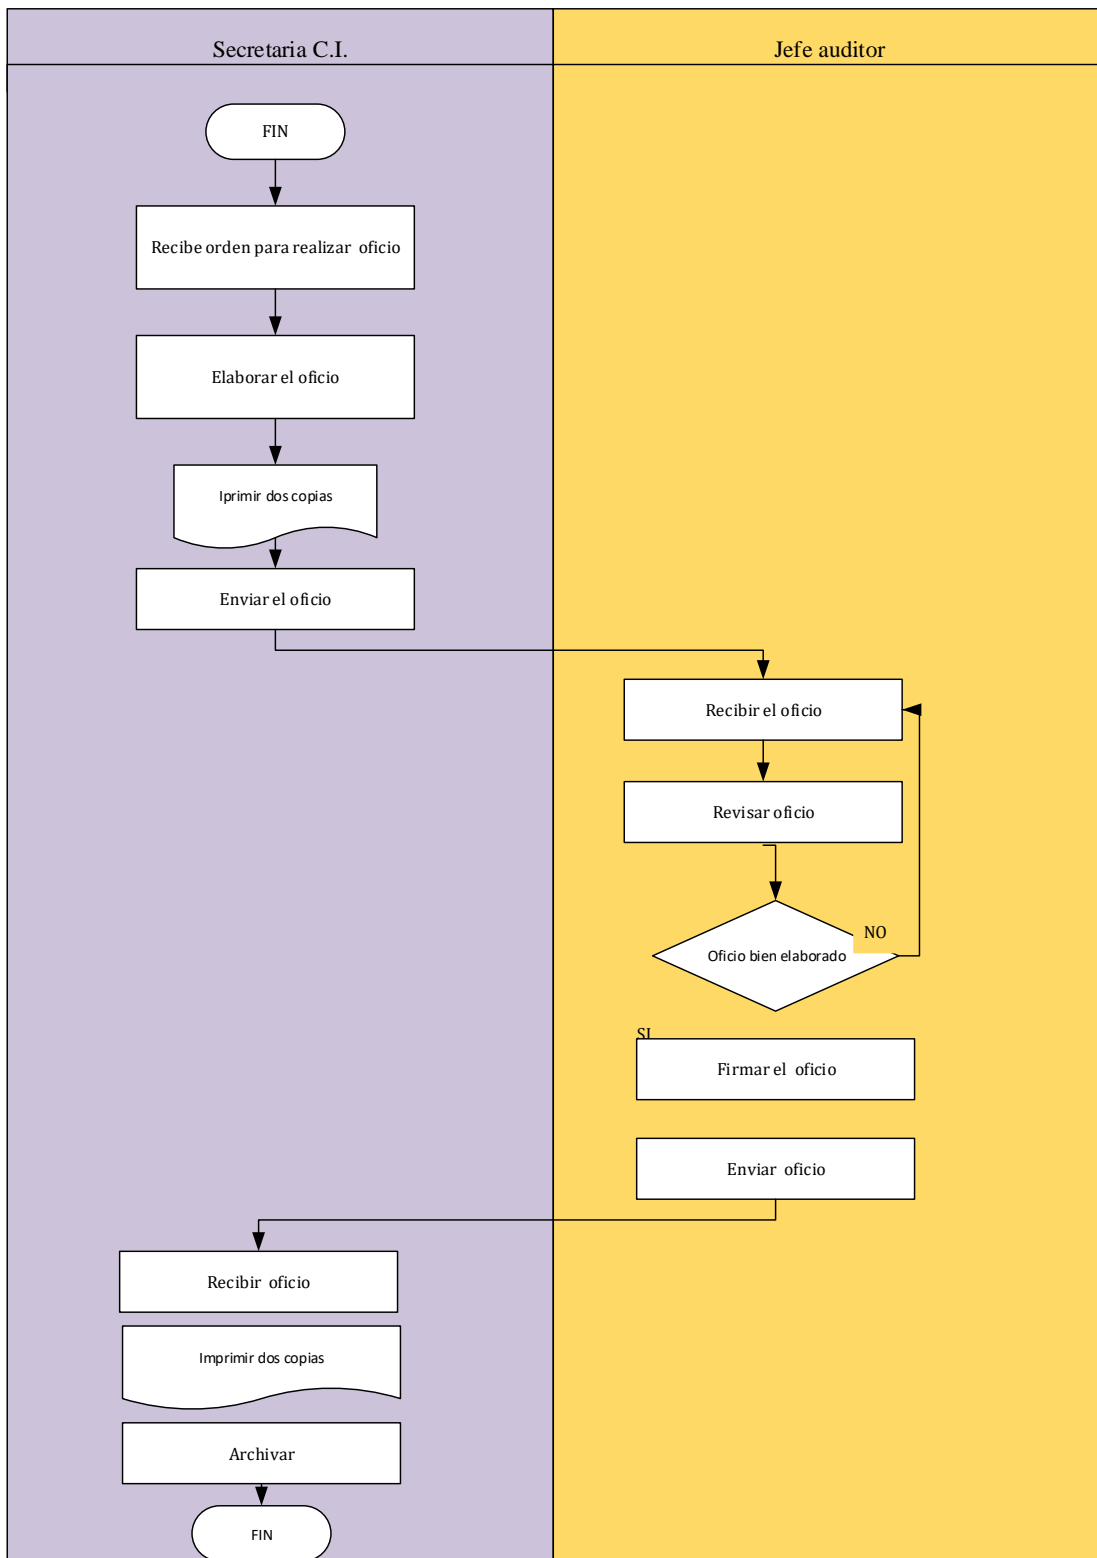 Secretaria C.I.
Jefe auditor
FIN
Recibe orden para realizar oficio
Elaborar el oficio
Iprimir dos copias
Enviar el oficio
Recibir el oficio
Revisar oficio
NO
Oficio bien elaborado
SI
Firmar el oficio
Enviar oficio
Recibir oficio
Imprimir dos copias
Archivar
FIN